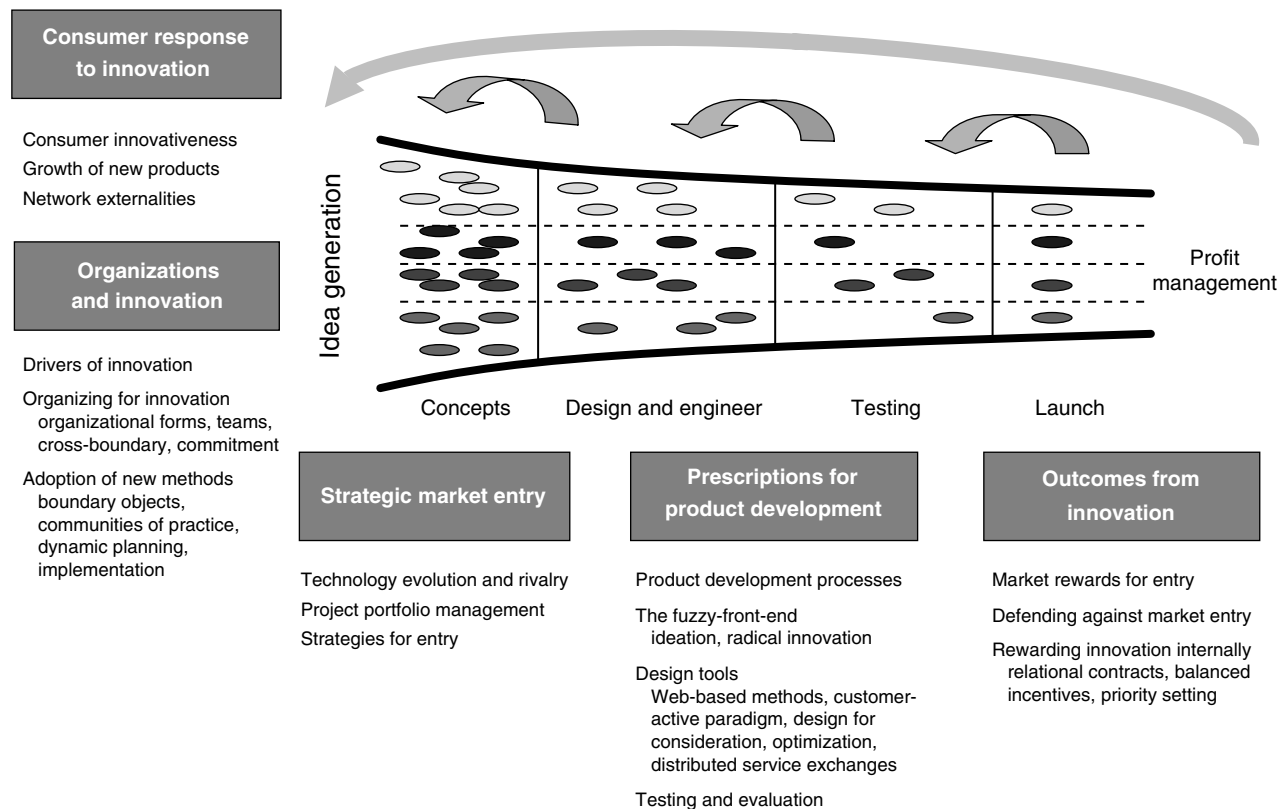 Consumer response
to innovation
Consumer innovativeness
Growth of new products
Network externalities
Organizations
and innovation
Drivers of innovation
Organizing for innovation
organizational forms, teams,
cross-boundary, commitment
Adoption of new methods
boundary objects,
communities of practice,
dynamic planning,
implementation
Idea generation
Profit
management
Concepts
Design and engineer
Testing
Launch
Strategic market entry
Technology evolution and rivalry
Project portfolio management
Strategies for entry
Prescriptions for
product development
Product development processes
The fuzzy-front-end
ideation, radical innovation
Design tools
Web-based methods, customer-
active paradigm, design for
consideration, optimization,
distributed service exchanges
Testing and evaluation
Outcomes from
innovation
Market rewards for entry
Defending against market entry
Rewarding innovation internally
relational contracts, balanced
incentives, priority setting